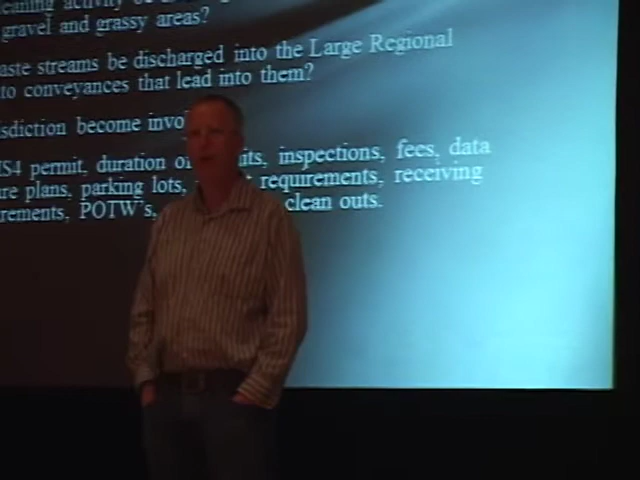 gravel and grassy areas?
aste streams be discharged into the Large Regional
to conveyances that lead into them?
sdiction become invo
S4 permit, duration o its, inspections, fees, data
re plans, parking lots, requirements, receiving
rements, POTW's, clean outs.